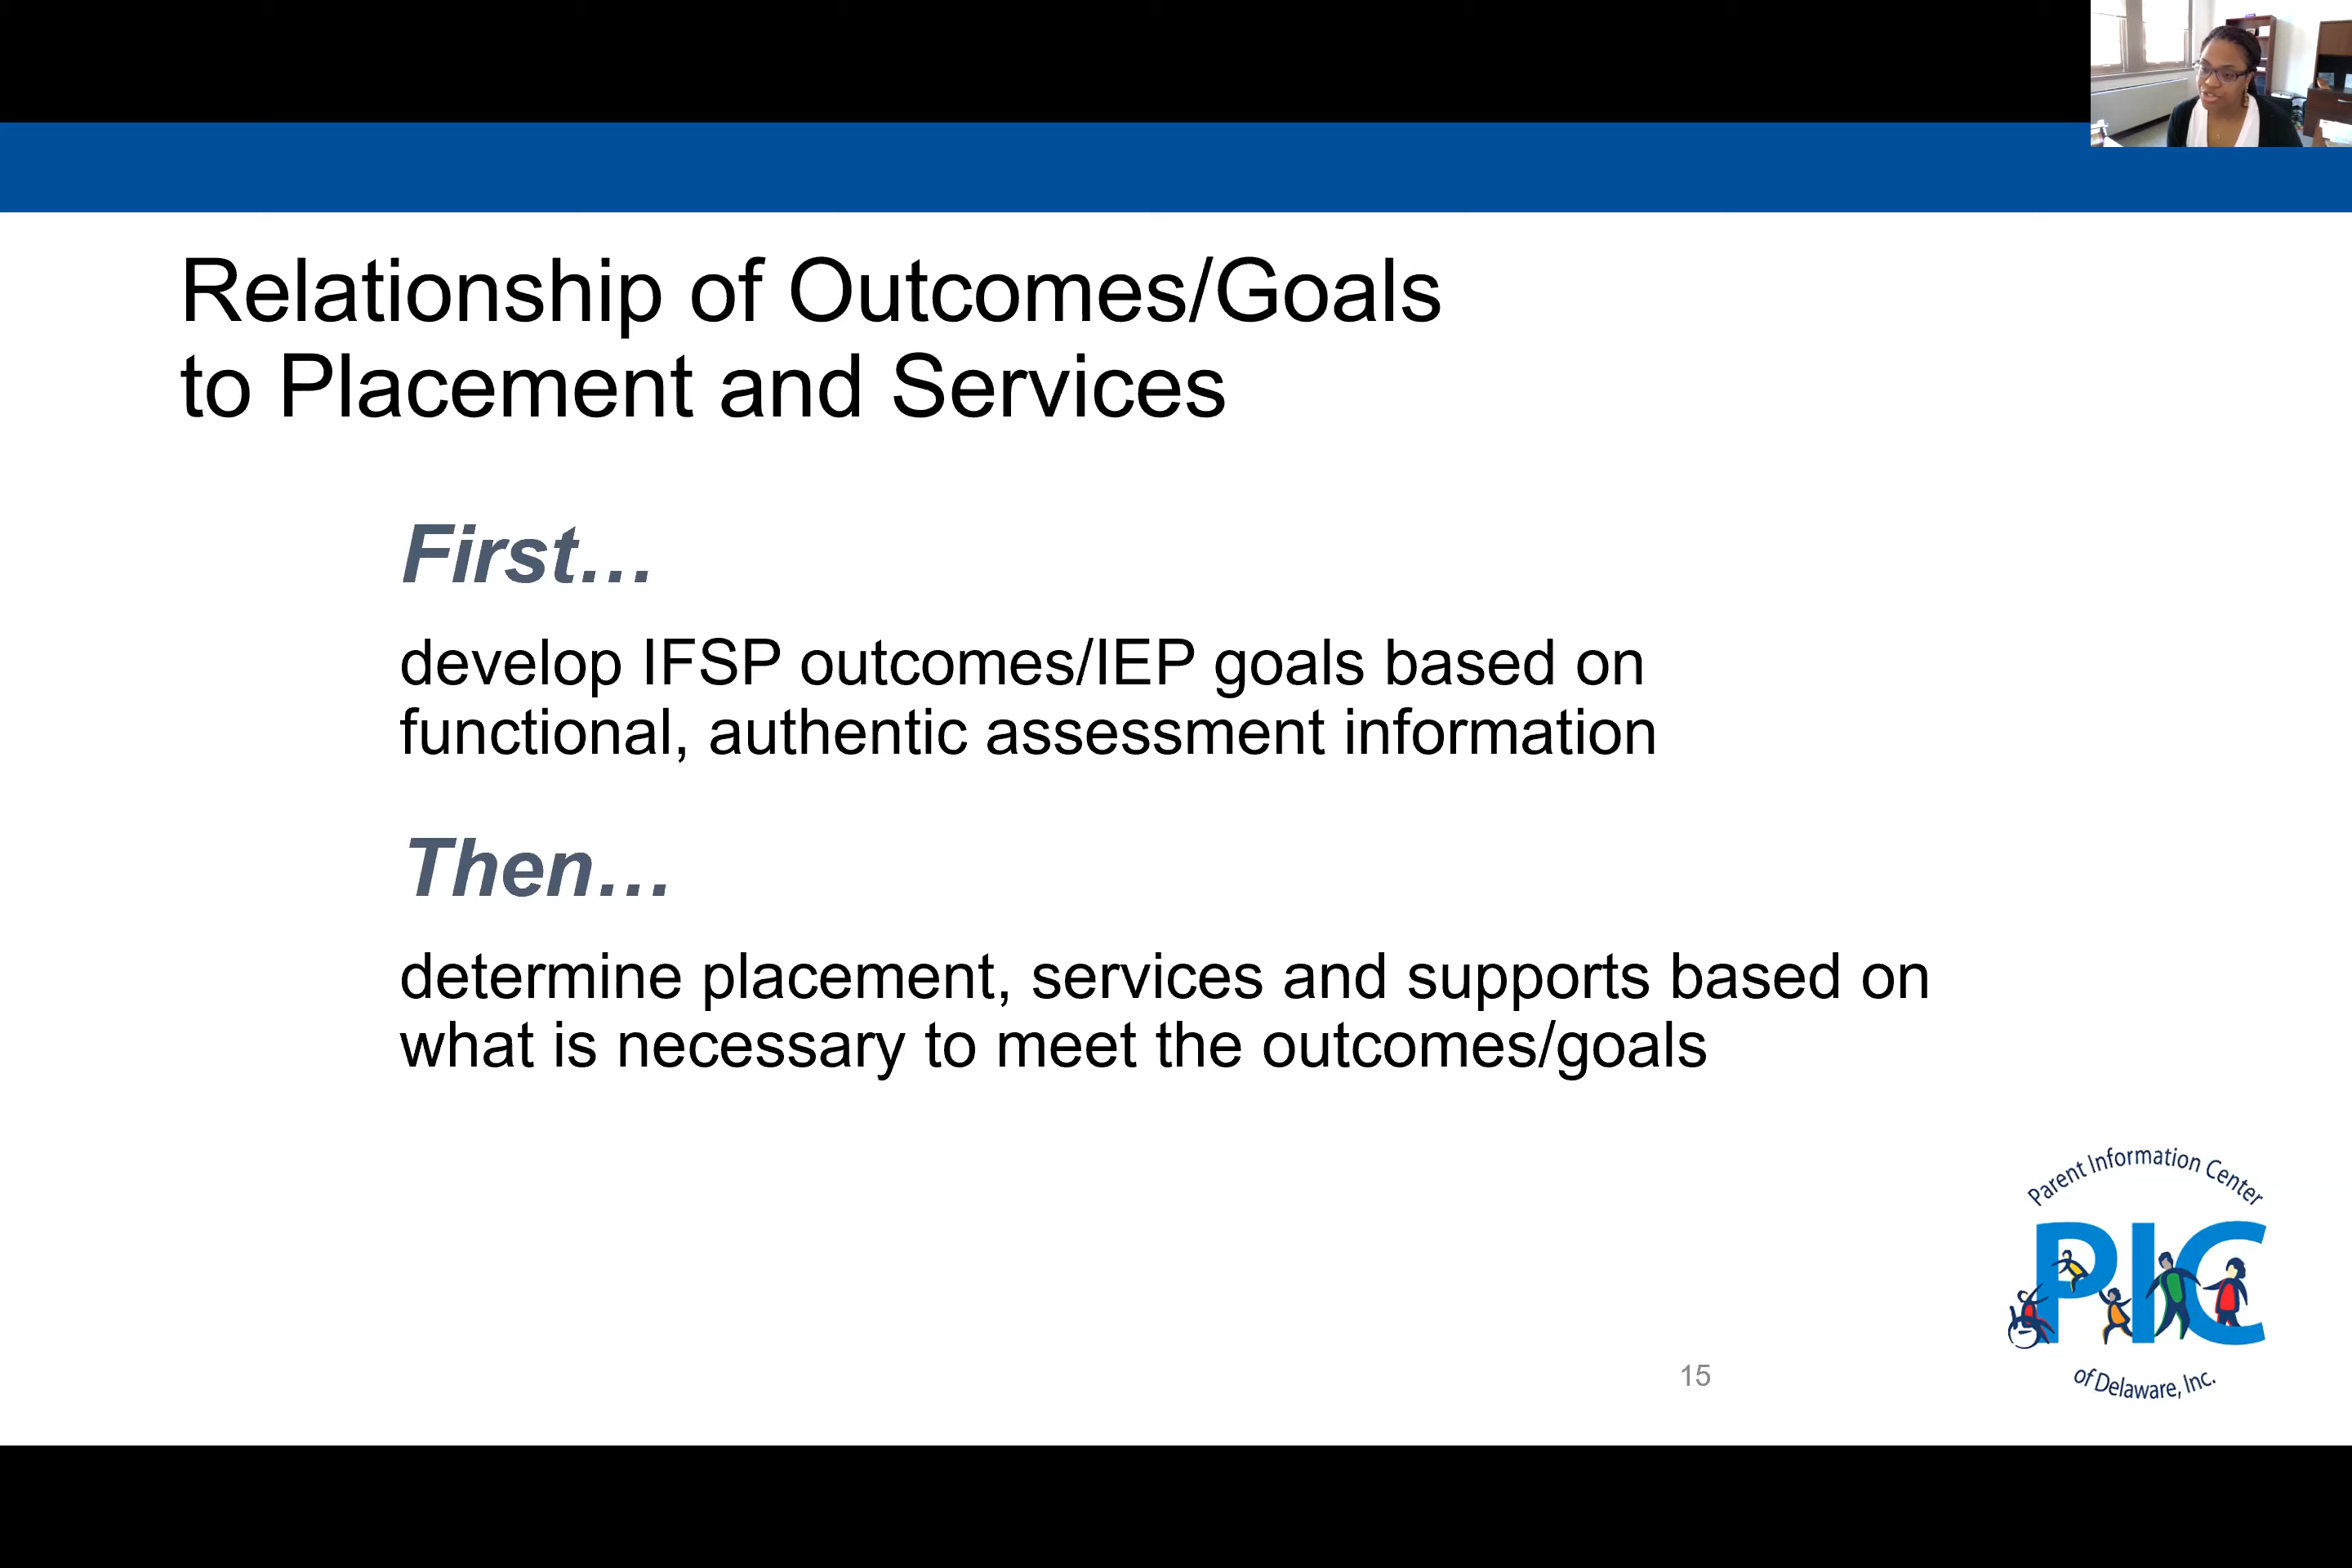 Relationship of Outcomes/Goals
to Placement and Services
First…
develop IFSP outcomes/IEP goals based on
functional, authentic assessment information
Then…
determine placement, services and supports based on
what is necessary to meet the outcomes/goals
Parent Information Center
PIC
of Delaware, Inc.
15